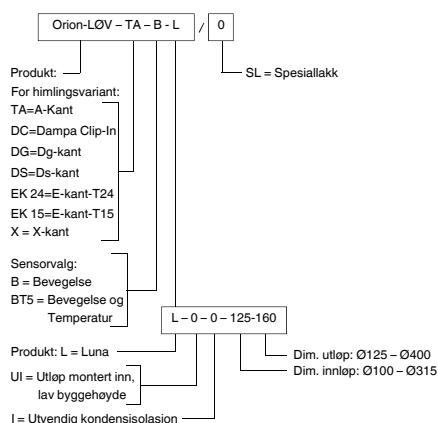 Orion-LØV – TA – B - L / 0
Produkt:
SL = Spesiallakk
For himlingsvariant:
TA=A-Kant
DC=Dampa Clip-In
DG=Dg-kant
DS=Ds-kant
EK 24=E-kant-T24
EK 15=E-kant-T15
X = X-kant
Sensorvalg:
B = Bevegelse
BT5 = Bevegelse og
Temperatur
L – 0 – 0 – 125-160
Produkt: L = Luna
Dim. utløp: Ø125 – Ø400
Dim. innløp: Ø100 – Ø315
UI = Utløp montert inn,
lav byggehøyde
I = Utvendig kondensisolasjon